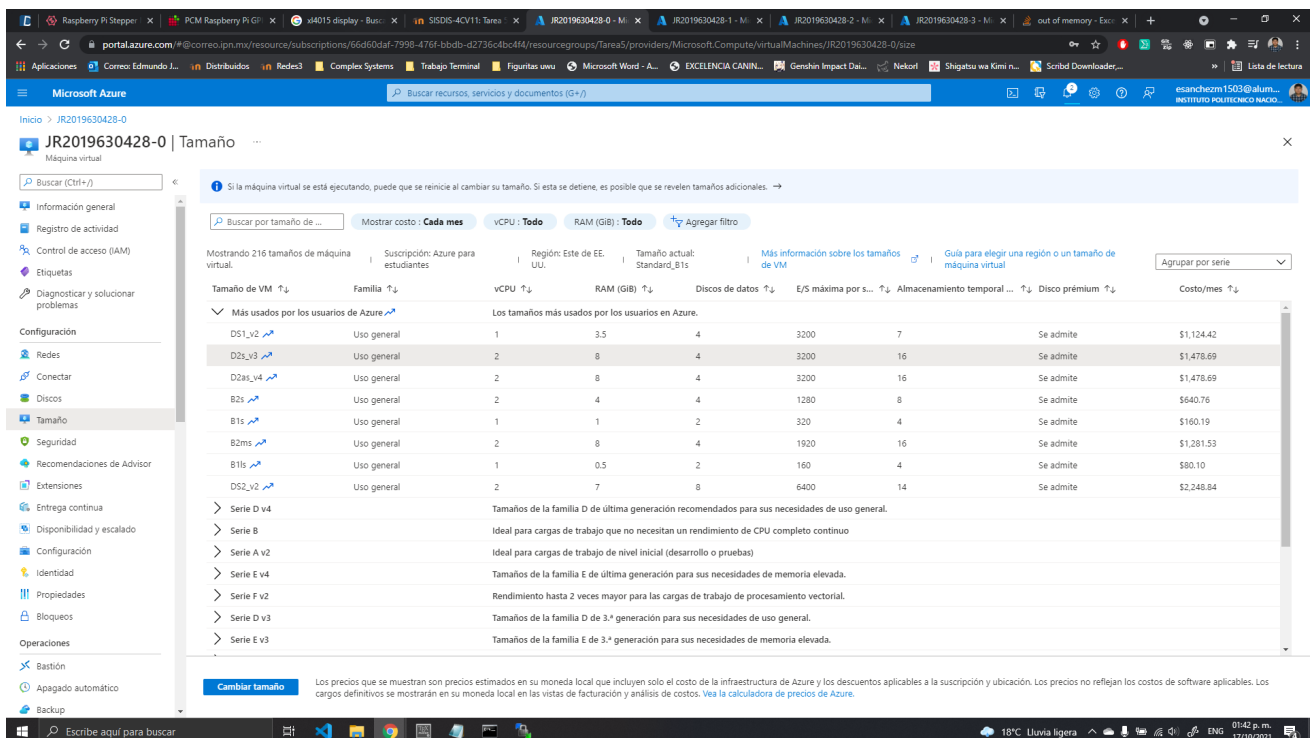 Raspberry Pi Stepper
PCM Raspberry Pi GPI
xl4015 display - Busc
SISDIS-4CV11: Tarea 5
JR2019630428-0 - Mi
JR2019630428-1 - Mi
JR2019630428-2 - Mi
JR2019630428-3 - Mi
out of memory - Exce
portal.azure.com/#@correo.ipn.mx/resource/subscriptions/66d60daf-7998-476f-bbdb-d2736c4bc4f4/resourcegroups/Tarea5/providers/Microsoft.Compute/virtualMachines/JR2019630428-0/size
Aplicaciones Correo: Edmundo J... Distribuidos Redes3 Complex Systems Trabajo Terminal Figuritas uwu Microsoft Word - A... EXCELENCIA CANIN... Genshin Impact Dai... Nekorl Shigatsu wa Kimi n... Scribd Downloader,... » Lista de lectura
Microsoft Azure
Buscar recursos, servicios y documentos (G+/)
2
esanchezm1503@alum...
INSTITUTO POLITECNICO NACIO...
Inicio > JR2019630428-0
JR2019630428-0 | Tamaño ...
Máquina virtual
Buscar (Ctrl+/)
«
Información general
Registro de actividad
Control de acceso (IAM)
Etiquetas
Diagnosticar y solucionar
problemas
Configuración
Redes
Conectar
Discos
Tamaño
Seguridad
Recomendaciones de Advisor
Extensiones
Entrega continua
Disponibilidad y escalado
Configuración
Identidad
Propiedades
Bloqueos
Operaciones
Bastión
Apagado automático
Backup
Si la máquina virtual se está ejecutando, puede que se reinicie al cambiar su tamaño. Si esta se detiene, es posible que se revelen tamaños adicionales. →
Buscar por tamaño de ...
Mostrar costo : Cada mes
vCPU : Todo
RAM (GiB) : Todo
Agregar filtro
Mostrando 216 tamaños de máquina
virtual.
Suscripción: Azure para
estudiantes
Región: Este de EE.
UU.
Tamaño actual:
Standard_B1s
Más información sobre los tamaños
de VM
Guía para elegir una región o un tamaño de
máquina virtual
Agrupar por serie
Tamaño de VM ↑↓ Familia ↑↓ vCPU ↑↓ RAM (GiB) ↑↓ Discos de datos ↑↓ E/S máxima por s... ↑↓ Almacenamiento temporal ... ↑↓ Disco prémium ↑↓ Costo/mes ↑↓
Más usados por los usuarios de Azure Los tamaños más usados por los usuarios en Azure.
DS1_v2 Uso general 1 3.5 4 3200 7 Se admite $1,124.42
D2s_v3 Uso general 2 8 4 3200 16 Se admite $1,478.69
D2as_v4 Uso general 2 8 4 3200 16 Se admite $1,478.69
B2s Uso general 2 4 4 1280 8 Se admite $640.76
B1s Uso general 1 1 2 320 4 Se admite $160.19
B2ms Uso general 2 8 4 1920 16 Se admite $1,281.53
B1ls Uso general 1 0.5 2 160 4 Se admite $80.10
DS2_v2 Uso general 2 7 8 6400 14 Se admite $2,248.84
Serie D v4 Tamaños de la familia D de última generación recomendados para sus necesidades de uso general.
Serie B Ideal para cargas de trabajo que no necesitan un rendimiento de CPU completo continuo
Serie A v2 Ideal para cargas de trabajo de nivel inicial (desarrollo o pruebas)
Serie E v4 Tamaños de la familia E de última generación para sus necesidades de memoria elevada.
Serie F v2 Rendimiento hasta 2 veces mayor para las cargas de trabajo de procesamiento vectorial.
Serie D v3 Tamaños de la familia D de 3.ª generación para sus necesidades de uso general.
Serie E v3 Tamaños de la familia E de 3.ª generación para sus necesidades de memoria elevada.
Cambiar tamaño
Los precios que se muestran son precios estimados en su moneda local que incluyen solo el costo de la infraestructura de Azure y los descuentos aplicables a la suscripción y ubicación. Los precios no reflejan los costos de software aplicables. Los
cargos definitivos se mostrarán en su moneda local en las vistas de facturación y análisis de costos. Vea la calculadora de precios de Azure.
Escribe aquí para buscar
18°C Lluvia ligera
ENG
01:42 p. m.
17/10/2021